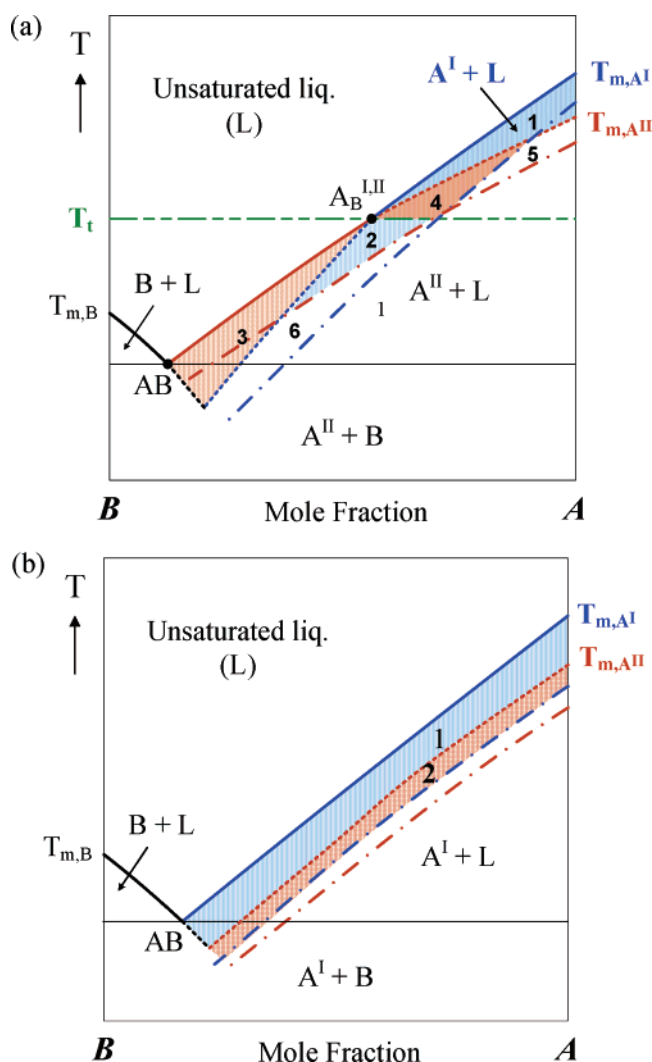 (a)
T
Unsaturated liq.
(L)
A^I + L
T_m,A^I
T_m,A^II
1
5
A_B^I,II
4
T_t
2
B + L
A^II + L
T_m,B
1
3
6
AB
A^II + B
B
Mole Fraction
A
(b)
T
Unsaturated liq.
(L)
T_m,A^I
T_m,A^II
1
2
B + L
A^I + L
T_m,B
AB
A^I + B
B
Mole Fraction
A